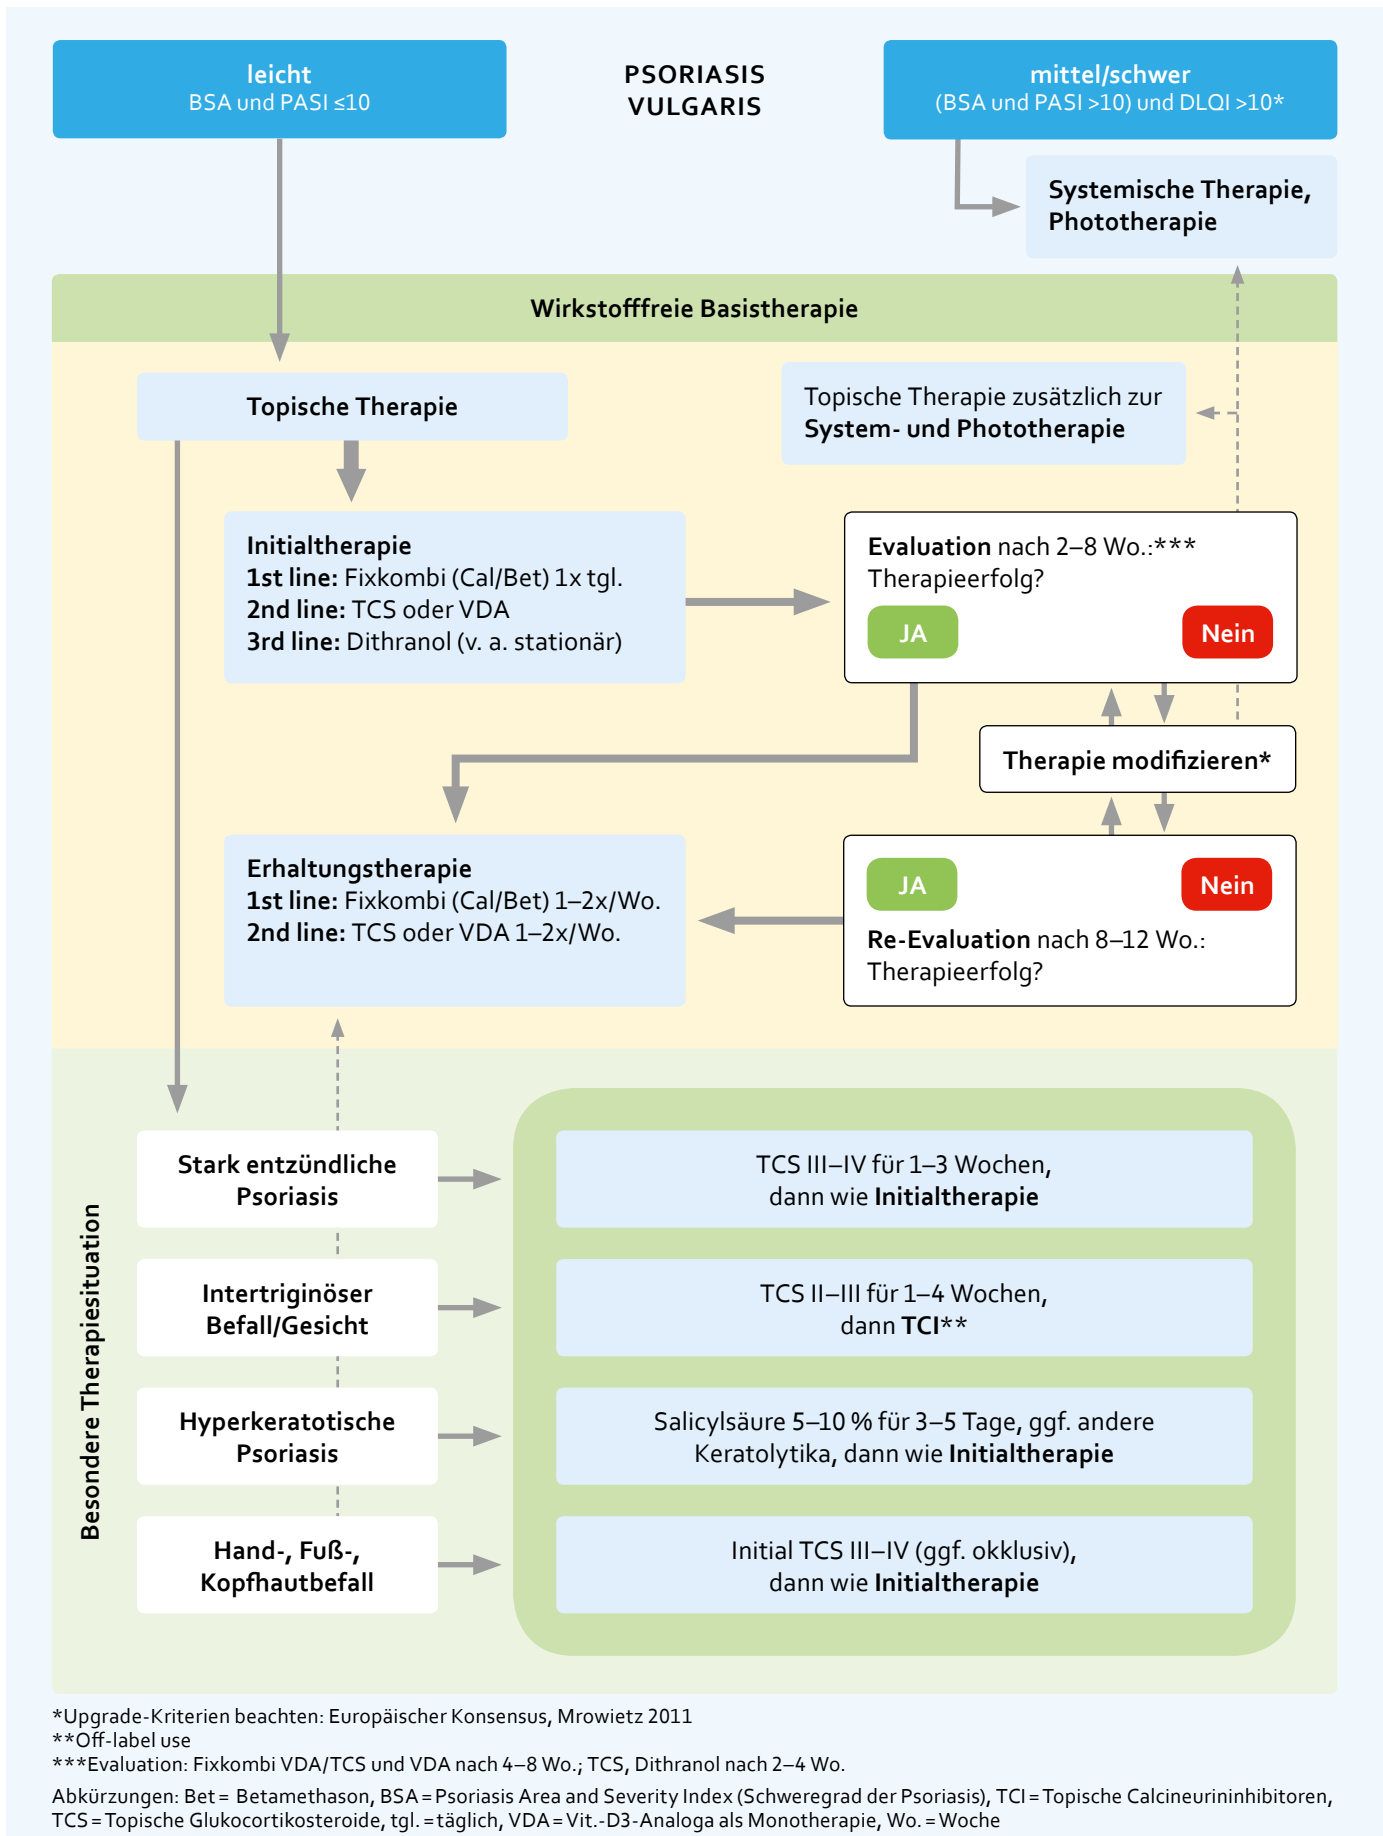 leicht
BSA und PASI ≤10
PSORIASIS
VULGARIS
mittel/schwer
(BSA und PASI >10) und DLQI >10*
Systemische Therapie,
Phototherapie
Wirkstofffreie Basistherapie
Topische Therapie
Topische Therapie zusätzlich zur
System- und Phototherapie
Initialtherapie
1st line: Fixkombi (Cal/Bet) 1x tgl.
2nd line: TCS oder VDA
3rd line: Dithranol (v. a. stationär)
Evaluation nach 2–8 Wo.:***
Therapieerfolg?
JA
Nein
Therapie modifizieren*
Erhaltungstherapie
1st line: Fixkombi (Cal/Bet) 1–2x/Wo.
2nd line: TCS oder VDA 1–2x/Wo.
JA
Nein
Re-Evaluation nach 8–12 Wo.:
Therapieerfolg?
Besondere Therapiesituation
Stark entzündliche
Psoriasis
TCS III–IV für 1–3 Wochen,
dann wie Initialtherapie
Intertriginöser
Befall/Gesicht
TCS II–III für 1–4 Wochen,
dann TCI**
Hyperkeratotische
Psoriasis
Salicylsäure 5–10 % für 3–5 Tage, ggf. andere
Keratolytika, dann wie Initialtherapie
Hand-, Fuß-,
Kopfhautbefall
Initial TCS III–IV (ggf. okklusiv),
dann wie Initialtherapie
*Upgrade-Kriterien beachten: Europäischer Konsensus, Mrowietz 2011
**Off-label use
***Evaluation: Fixkombi VDA/TCS und VDA nach 4–8 Wo.; TCS, Dithranol nach 2–4 Wo.
Abkürzungen: Bet = Betamethason, BSA = Psoriasis Area and Severity Index (Schweregrad der Psoriasis), TCI = Topische Calcineurininhibitoren,
TCS = Topische Glukocortikosteroide, tgl. = täglich, VDA = Vit.-D3-Analoga als Monotherapie, Wo. = Woche